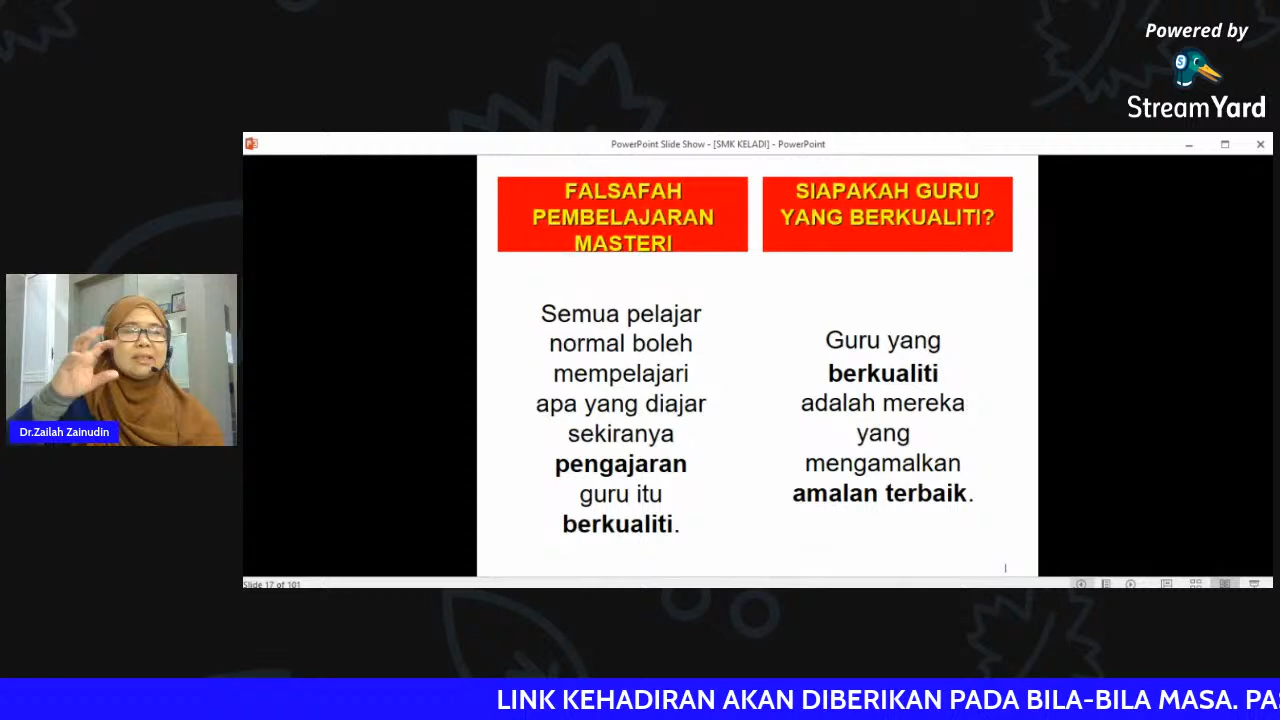 Powered by
StreamYard
PowerPoint Slide Show - [SMK KELADI] - PowerPoint
FALSAFAH
PEMBELAJARAN
MASTERI
SIAPAKAH GURU
YANG BERKUALITI?
Semua pelajar
normal boleh
mempelajari
apa yang diajar
sekiranya
pengajaran
guru itu
berkualiti.
Guru yang
berkualiti
adalah mereka
yang
mengamalkan
amalan terbaik.
Dr.Zailah Zainudin
Slide 17 of 101
LINK KEHADIRAN AKAN DIBERIKAN PADA BILA-BILA MASA. PA